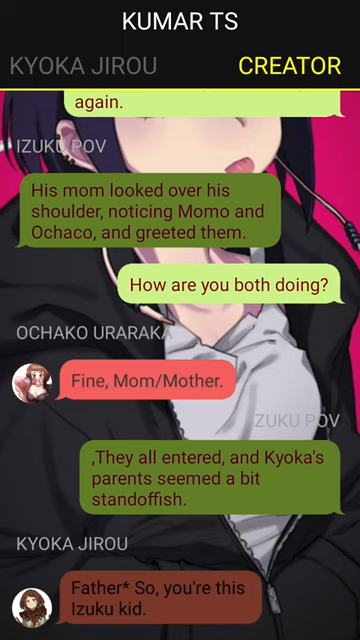 KUMAR TS
KYOKA JIROU CREATOR
again.
IZUKU POV
His mom looked over his
shoulder, noticing Momo and
Ochaco, and greeted them.
How are you both doing?
OCHAKO URARAKA
Fine, Mom/Mother.
IZUKU POV
,They all entered, and Kyoka's
parents seemed a bit
standoffish.
KYOKA JIROU
Father* So, you're this
Izuku kid.